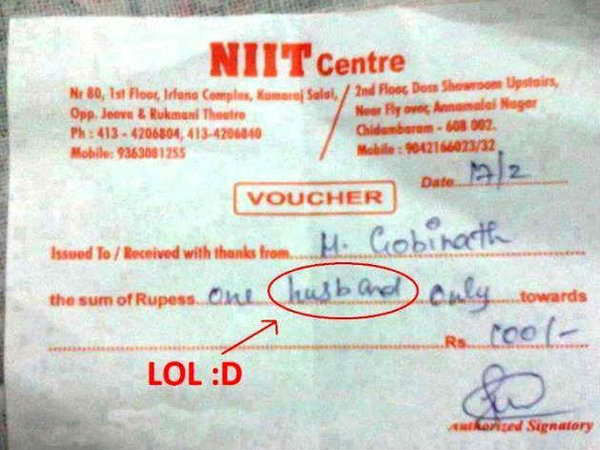 NIIT Centre
Nr 80, 1st Floor, Irfana Complex, Kamaraj Salai,
Opp. Jeeva & Rukmani Theatre
Ph : 413 - 4206804, 413-4206840
Mobile: 9363081255
2nd Floor, Doss Showroom Upstairs,
Near Fly over, Annamalai Nagar
Chidambaram - 608 002.
Mobile : 9042166023/32
Date 17/2
VOUCHER
Issued To / Received with thanks from M. Gobinath
the sum of Rupess one husband only towards
Rs 100/-
LOL :D
Authorized Signatory